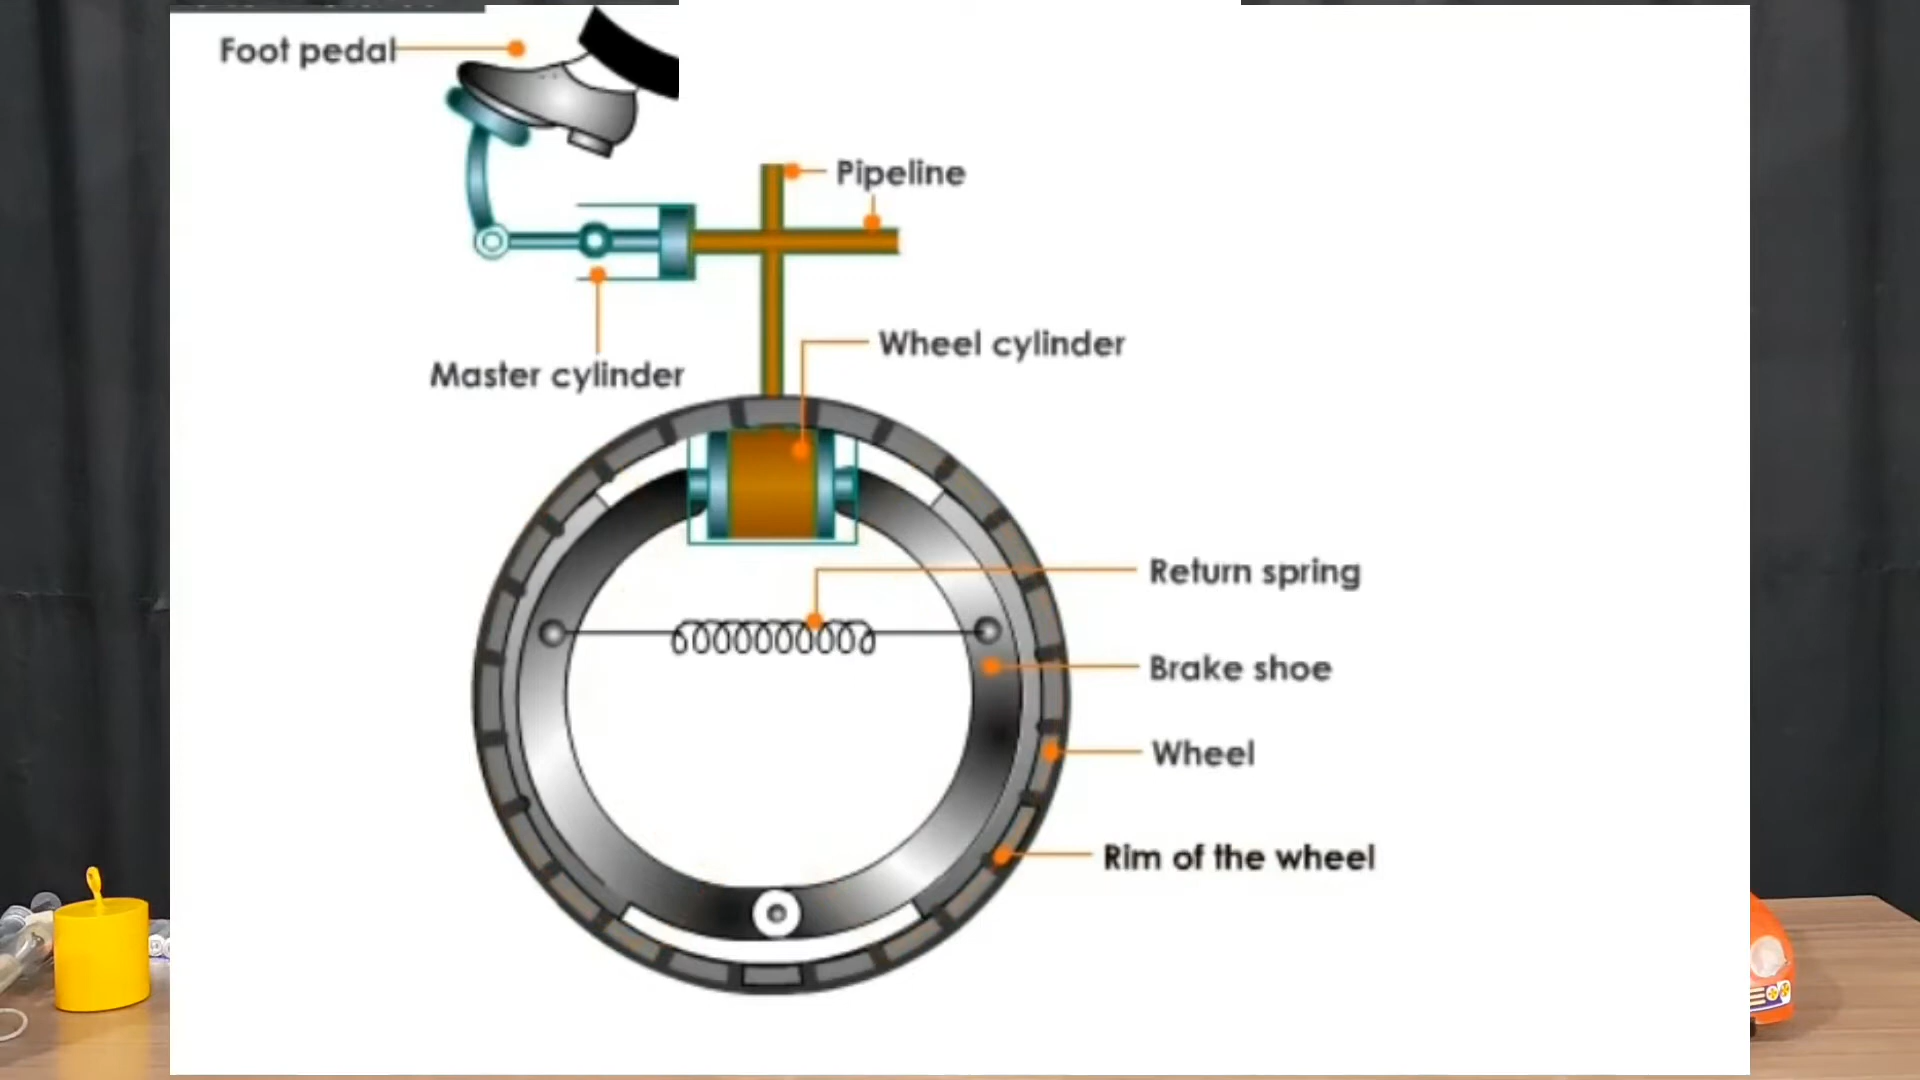 Foot pedal
Pipeline
Wheel cylinder
Master cylinder
Return spring
Brake shoe
Wheel
Rim of the wheel